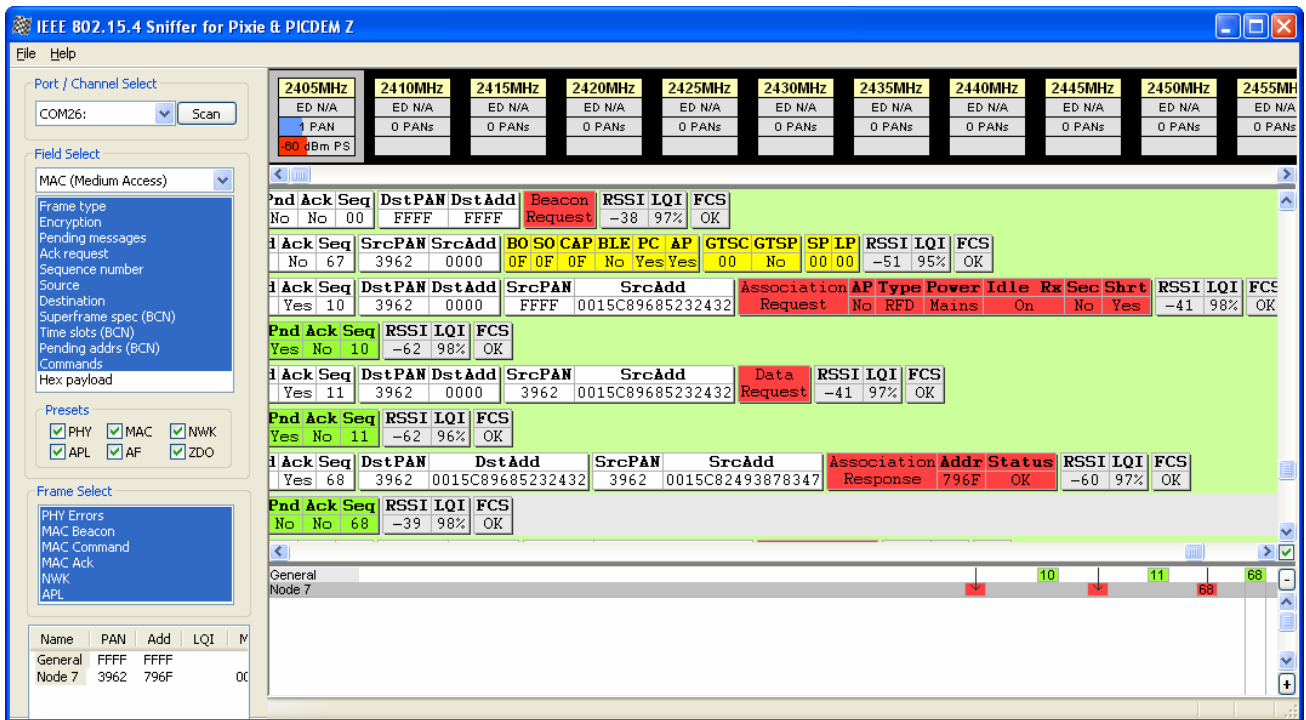 IEEE 802.15.4 Sniffer for Pixie & PICDEM Z
File Help
Port / Channel Select
COM26: Scan
Field Select
MAC (Medium Access)
Frame type
Encryption
Pending messages
Ack request
Sequence number
Source
Destination
Superframe spec (BCN)
Time slots (BCN)
Pending addrs (BCN)
Commands
Hex payload
Presets
PHY MAC NWK
APL AF ZDO
Frame Select
PHY Errors
MAC Beacon
MAC Command
MAC Ack
NWK
APL
Name PAN Add LQI M
General FFFF FFFF
Node 7 3962 796F 00
2405MHz 2410MHz 2415MHz 2420MHz 2425MHz 2430MHz 2435MHz 2440MHz 2445MHz 2450MHz 2455MH
ED N/A ED N/A ED N/A ED N/A ED N/A ED N/A ED N/A ED N/A ED N/A ED N/A ED N/A
1 PAN 0 PANs 0 PANs 0 PANs 0 PANs 0 PANs 0 PANs 0 PANs 0 PANs 0 PANs 0 PANs
-60 dBm PS
Pnd Ack Seq DstPAN DstAdd Beacon RSSI LQI FCS
No No 00 FFFF FFFF Request -38 97% OK
d Ack Seq SrcPAN SrcAdd BO SO CAP BLE PC AP GTSC GTSP SP LP RSSI LQI FCS
No 67 3962 0000 0F 0F 0F No Yes Yes 00 No 00 00 -51 95% OK
d Ack Seq DstPAN DstAdd SrcPAN SrcAdd Association AP Type Power Idle Rx Sec Shrt RSSI LQI FCS
Yes 10 3962 0000 FFFF 0015C89685232432 Request No RFD Mains On No Yes -41 98% OK
Pnd Ack Seq RSSI LQI FCS
Yes No 10 -62 98% OK
d Ack Seq DstPAN DstAdd SrcPAN SrcAdd Data RSSI LQI FCS
Yes 11 3962 0000 3962 0015C89685232432 Request -41 97% OK
Pnd Ack Seq RSSI LQI FCS
Yes No 11 -62 96% OK
d Ack Seq DstPAN DstAdd SrcPAN SrcAdd Association Addr Status RSSI LQI FCS
Yes 68 3962 0015C89685232432 3962 0015C82493878347 Response 796F OK -60 97% OK
Pnd Ack Seq RSSI LQI FCS
No No 68 -39 98% OK
General 10 11 68
Node 7 68